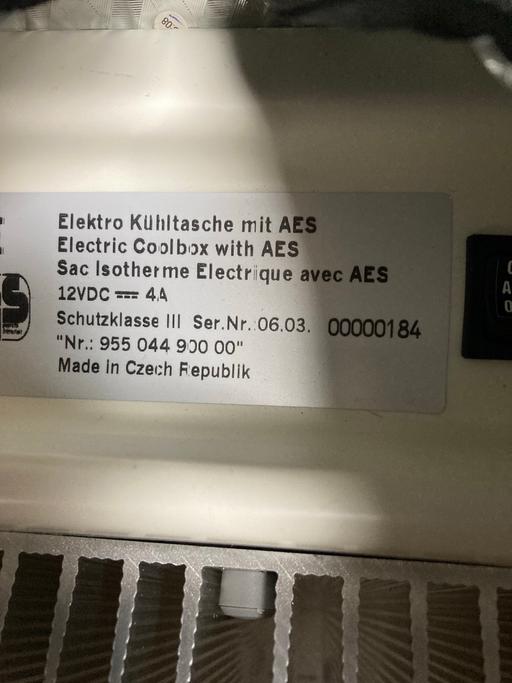 Elektro Kühltasche mit AES
Electric Coolbox with AES
Sac Isotherme Electrique avec AES
12VDC ⎓ 4A
Schutzklasse III Ser.Nr.:06.03. 00000184
"Nr.: 955 044 900 00"
Made in Czech Republik